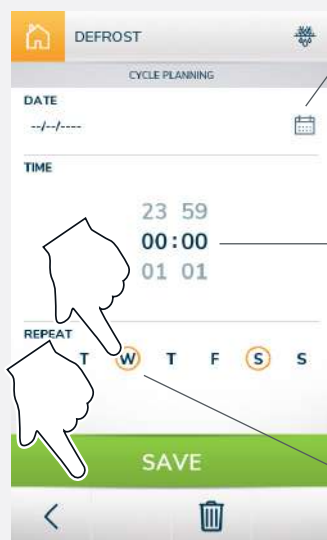 DEFROST
CYCLE PLANNING
DATE
--/--/----
TIME
23 59
00:00
01 01
REPEAT
T W T F S S
SAVE